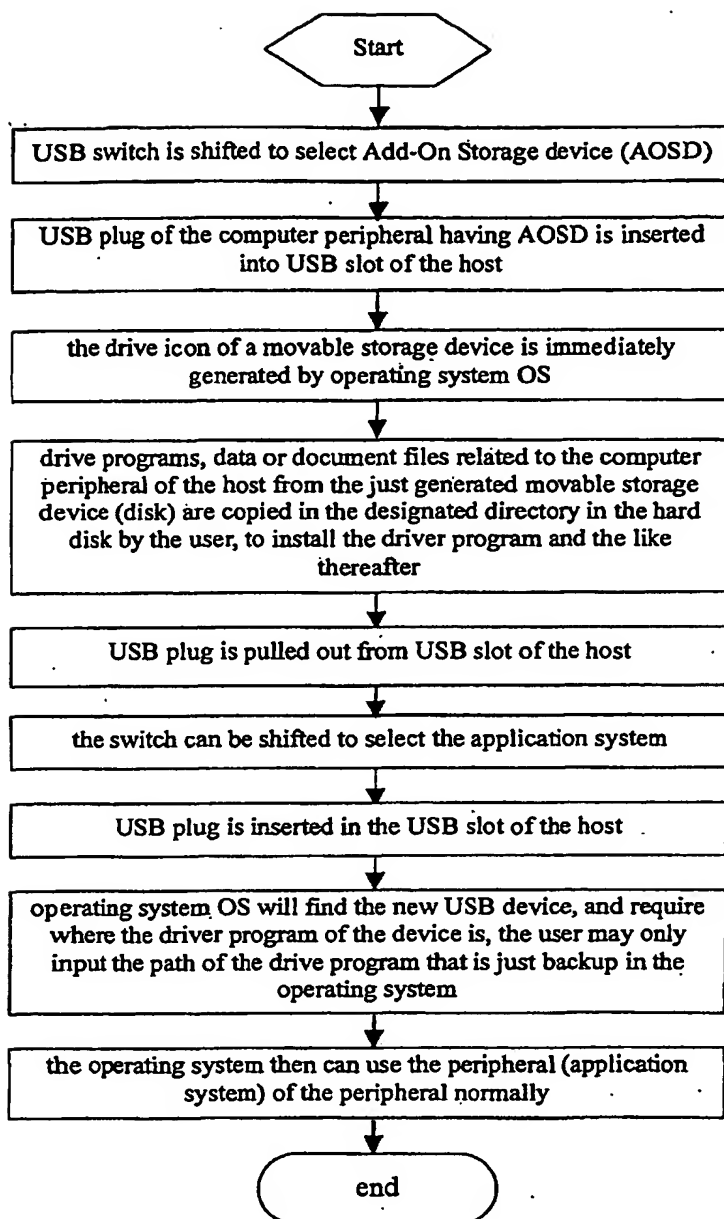 Start
USB switch is shifted to select Add-On Storage device (AOSD)
USB plug of the computer peripheral having AOSD is inserted
into USB slot of the host
the drive icon of a movable storage device is immediately
generated by operating system OS
drive programs, data or document files related to the computer
peripheral of the host from the just generated movable storage
device (disk) are copied in the designated directory in the hard
disk by the user, to install the driver program and the like
thereafter
USB plug is pulled out from USB slot of the host
the switch can be shifted to select the application system
USB plug is inserted in the USB slot of the host
operating system OS will find the new USB device, and require
where the driver program of the device is, the user may only
input the path of the drive program that is just backup in the
operating system
the operating system then can use the peripheral (application
system) of the peripheral normally
end